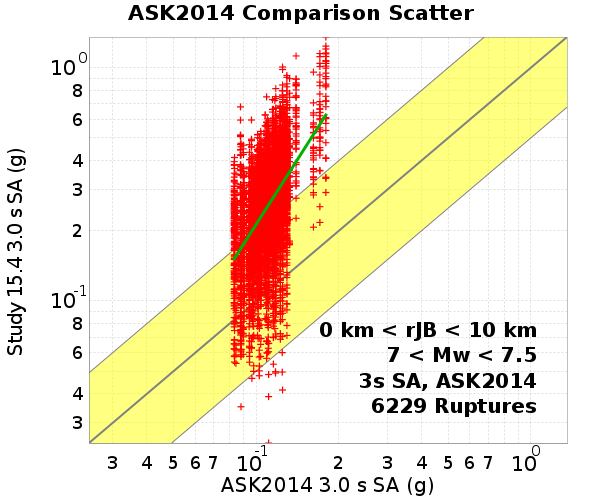 ASK2014 Comparison Scatter
Study 15.4 3.0 s SA (g)
10^0
8
6
4
3
2
10^-1
8
6
4
3
0 km < rJB < 10 km
7 < Mw < 7.5
3s SA, ASK2014
6229 Ruptures
3 4 5 6 7 10^-1 2 3 4 5 6 7 10^0
ASK2014 3.0 s SA (g)